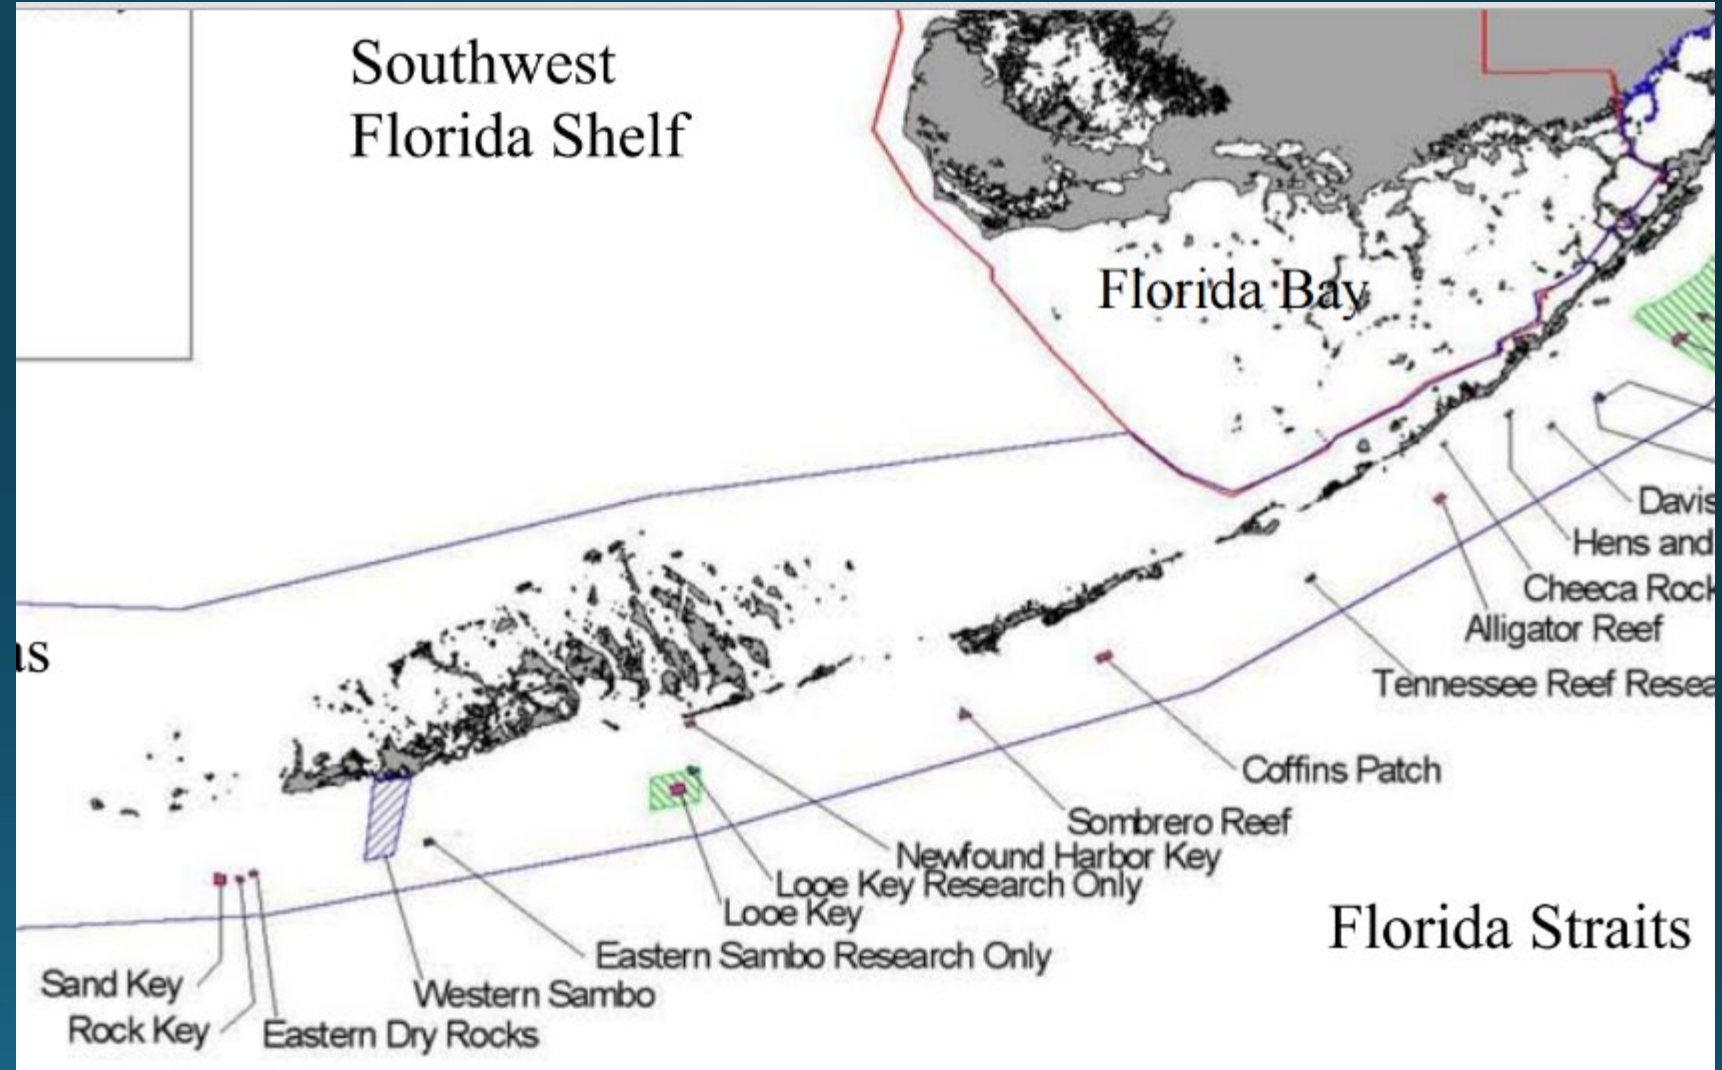 Southwest
Florida Shelf
Florida Bay
as
Davis
Hens and
Cheeca Rock
Alligator Reef
Tennessee Reef Resea
Coffins Patch
Sombrero Reef
Newfound Harbor Key
Looe Key Research Only
Looe Key
Florida Straits
Eastern Sambo Research Only
Sand Key
Western Sambo
Rock Key
Eastern Dry Rocks